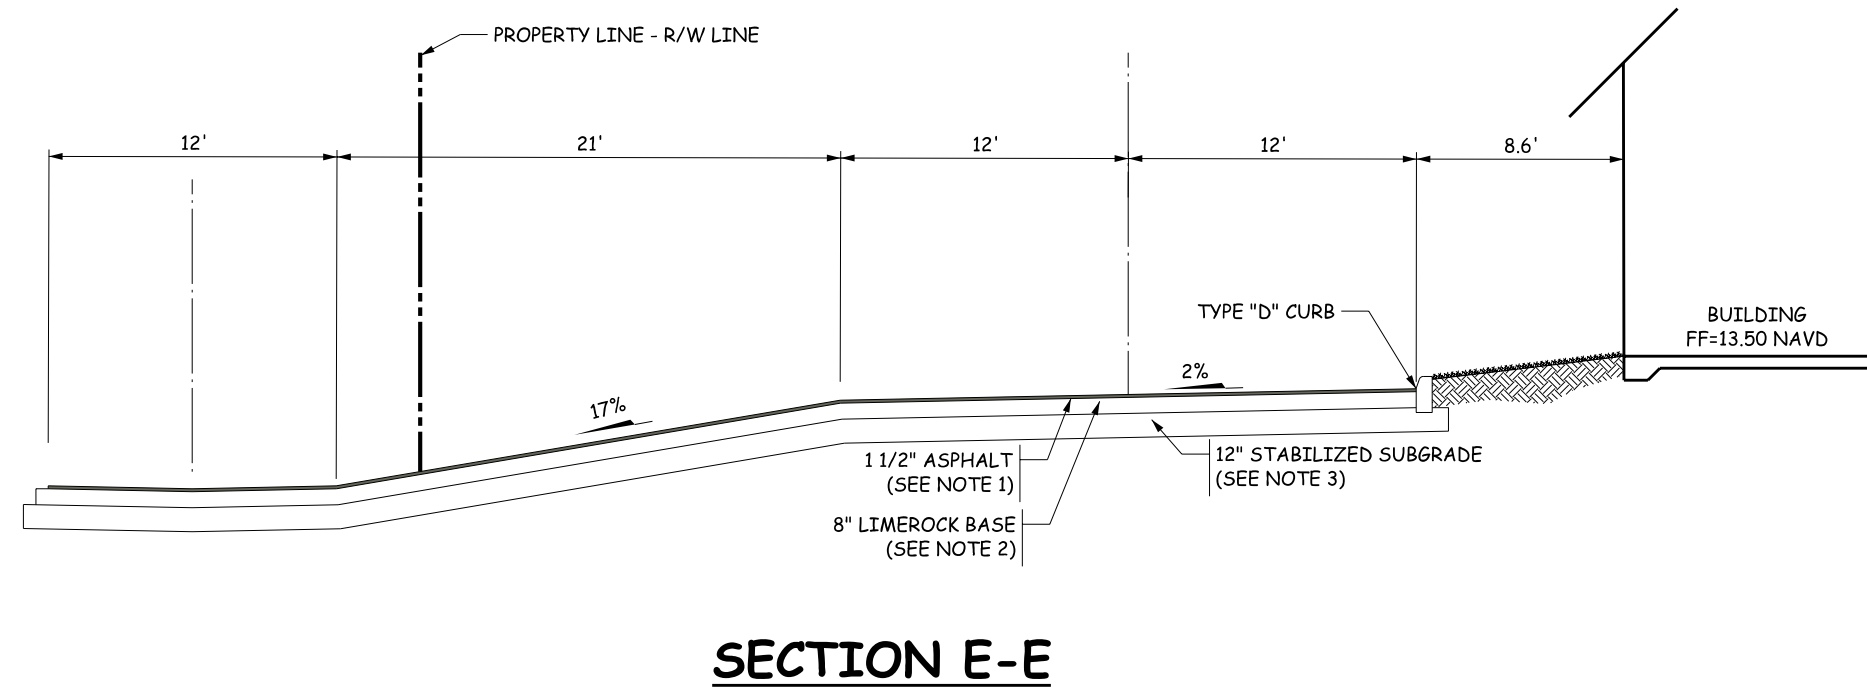 PROPERTY LINE - R/W LINE
12'
21'
12'
12'
8.6'
TYPE "D" CURB
BUILDING
FF=13.50 NAVD
2%
17%
1 1/2" ASPHALT
(SEE NOTE 1)
12" STABILIZED SUBGRADE
(SEE NOTE 3)
8" LIMEROCK BASE
(SEE NOTE 2)
SECTION E-E